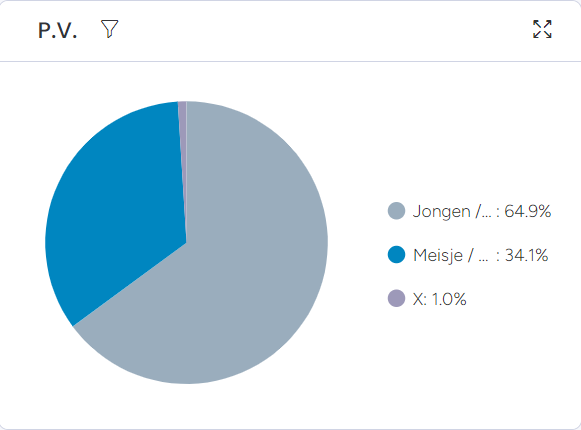 P.V.
Jongen /... : 64.9%
Meisje / ... : 34.1%
X: 1.0%